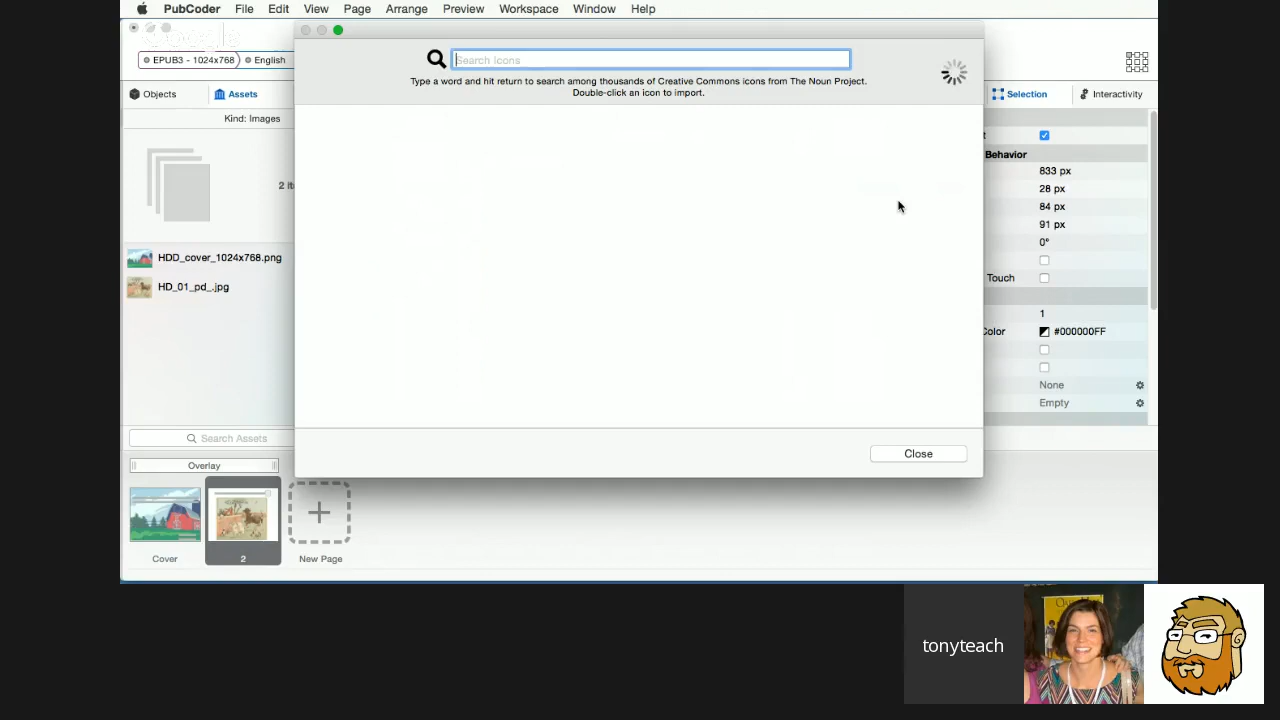 PubCoder File Edit View Page Arrange Preview Workspace Window Help
EPUB3 - 1024x768 English
Search Icons
Type a word and hit return to search among thousands of Creative Commons icons from The Noun Project.
Double-click an icon to import.
Objects Assets Selection Interactivity
Kind: Images
Behavior
833 px
28 px
2 it
84 px
91 px
0°
HDD_cover_1024x768.png
Touch
HD_01_pd_.jpg
1
Color #000000FF
None
Empty
Search Assets
Close
Overlay
Cover 2 New Page
tonyteach